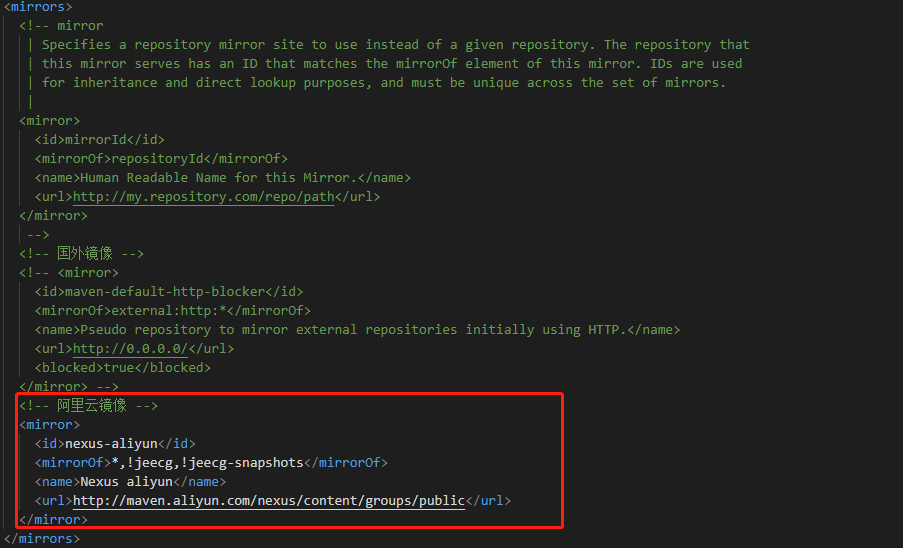 <mirrors>
<!-- mirror
| Specifies a repository mirror site to use instead of a given repository. The repository that
| this mirror serves has an ID that matches the mirrorOf element of this mirror. IDs are used
| for inheritance and direct lookup purposes, and must be unique across the set of mirrors.
|
<mirror>
<id>mirrorId</id>
<mirrorOf>repositoryId</mirrorOf>
<name>Human Readable Name for this Mirror.</name>
<url>http://my.repository.com/repo/path</url>
</mirror>
-->
<!-- 国外镜像 -->
<!-- <mirror>
<id>maven-default-http-blocker</id>
<mirrorOf>external:http:*</mirrorOf>
<name>Pseudo repository to mirror external repositories initially using HTTP.</name>
<url>http://0.0.0.0/</url>
<blocked>true</blocked>
</mirror> -->
<!-- 阿里云镜像 -->
<mirror>
<id>nexus-aliyun</id>
<mirrorOf>*,!jeecg,!jeecg-snapshots</mirrorOf>
<name>Nexus aliyun</name>
<url>http://maven.aliyun.com/nexus/content/groups/public</url>
</mirror>
</mirrors>